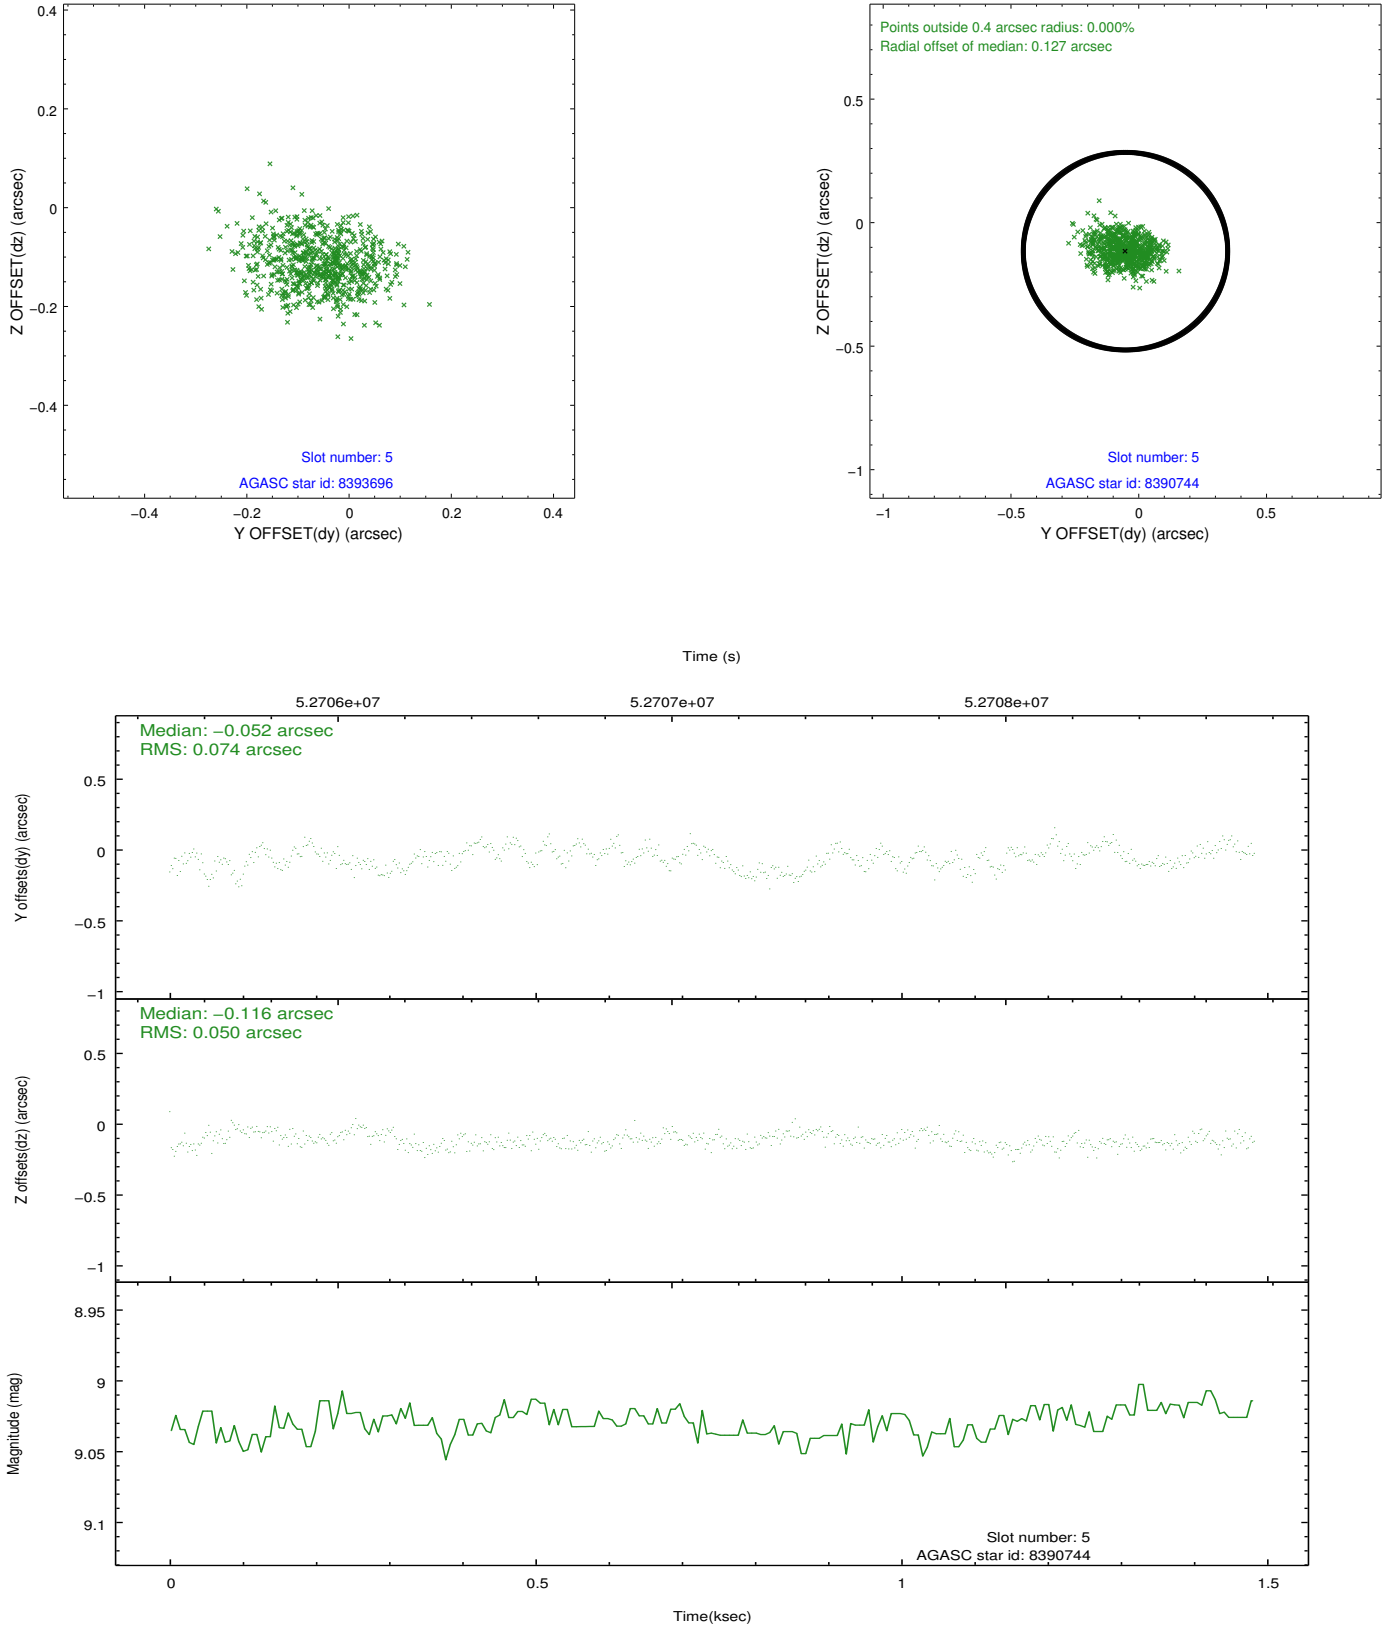 0.4
0.2
0
−0.2
−0.4
Z OFFSET(dz) (arcsec)
Slot number: 5
AGASC star id: 8393696
−0.4
−0.2
0
0.2
0.4
Y OFFSET(dy) (arcsec)
Points outside 0.4 arcsec radius: 0.000%
Radial offset of median: 0.127 arcsec
0.5
0
−0.5
−1
Z OFFSET(dz) (arcsec)
Slot number: 5
AGASC star id: 8390744
−1
−0.5
0
0.5
Y OFFSET(dy) (arcsec)
Time (s)
5.2706e+07
5.2707e+07
5.2708e+07
Median: −0.052 arcsec
RMS: 0.074 arcsec
0.5
0
−0.5
−1
Y offsets(dy) (arcsec)
Median: −0.116 arcsec
RMS: 0.050 arcsec
0.5
0
−0.5
−1
Z offsets(dz) (arcsec)
8.95
9
9.05
9.1
Magnitude (mag)
Slot number: 5
AGASC star id: 8390744
0
0.5
1
1.5
Time(ksec)